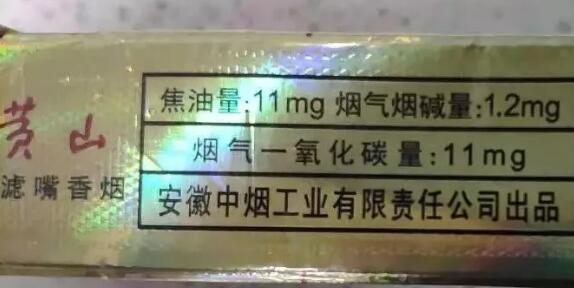 黄山
滤嘴香烟
焦油量:11mg 烟气烟碱量:1.2mg
烟气一氧化碳量:11mg
安徽中烟工业有限责任公司出品